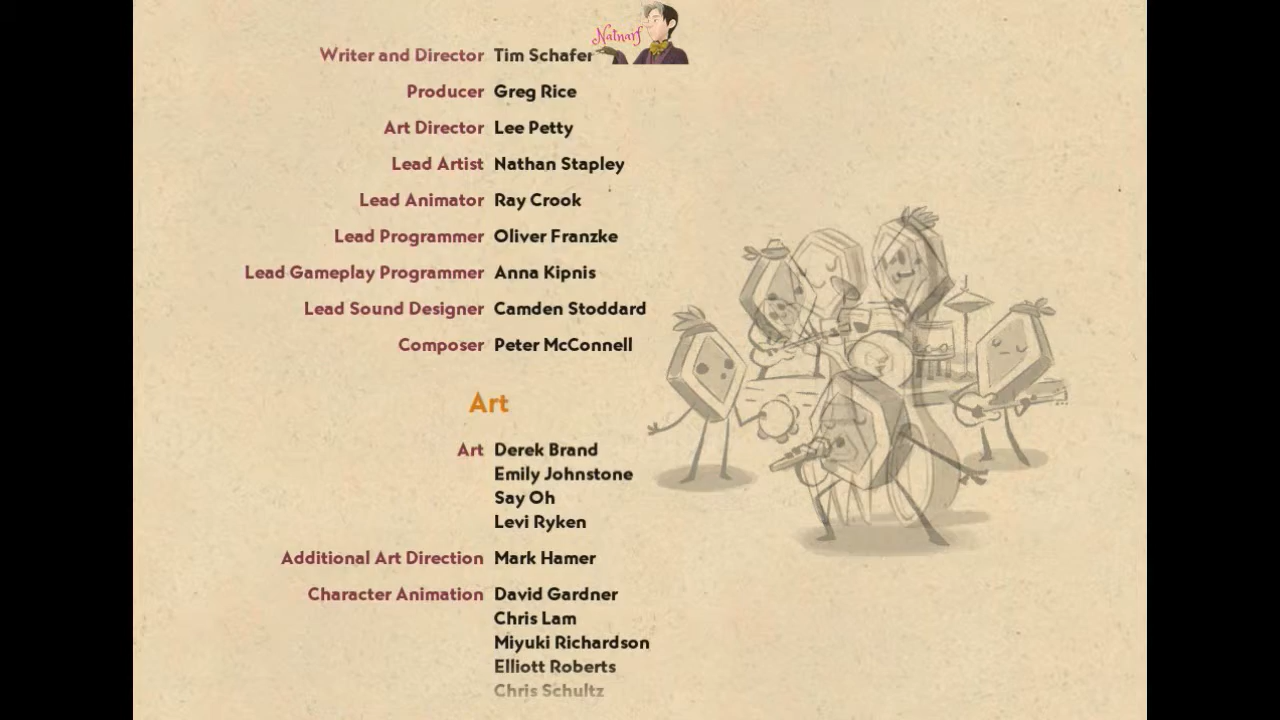 Natnarf
Writer and Director Tim Schafer
Producer Greg Rice
Art Director Lee Petty
Lead Artist Nathan Stapley
Lead Animator Ray Crook
Lead Programmer Oliver Franzke
Lead Gameplay Programmer Anna Kipnis
Lead Sound Designer Camden Stoddard
Composer Peter McConnell
Art
Art Derek Brand
Emily Johnstone
Say Oh
Levi Ryken
Additional Art Direction Mark Hamer
Character Animation David Gardner
Chris Lam
Miyuki Richardson
Elliott Roberts
Chris Schultz